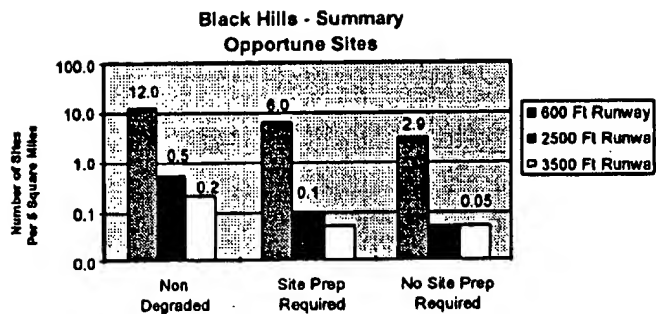 Black Hills - Summary
Opportune Sites
Number of Sites
Per 5 Square Miles
100.0
10.0
1.0
0.1
0.0
12.0
0.5
0.2
6.0
0.1
2.9
0.05
600 Ft Runway
2500 Ft Runwa
3500 Ft Runwa
Non
Degraded
Site Prep
Required
No Site Prep
Required